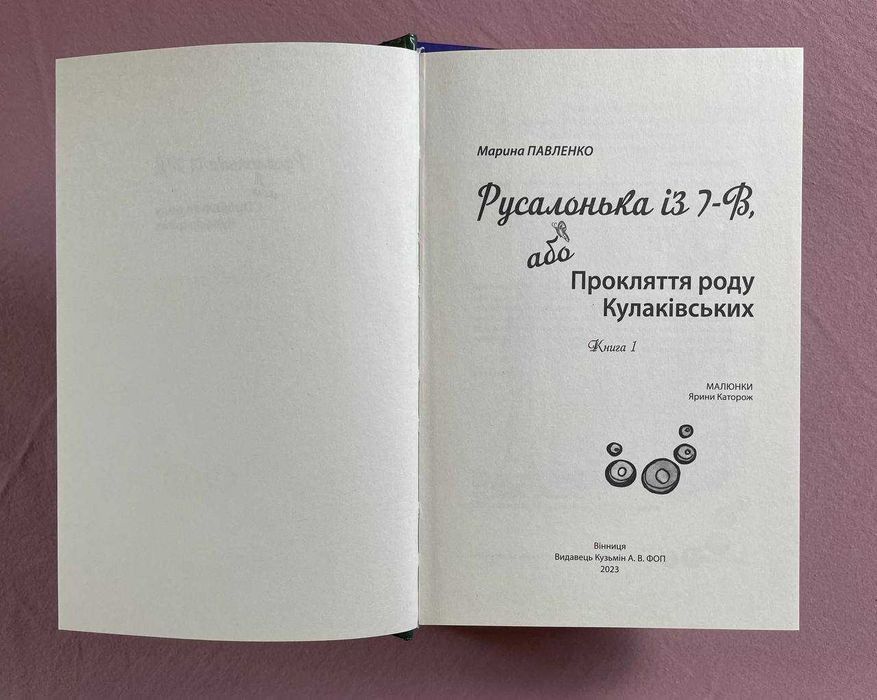 Марина ПАВЛЕНКО
Русалонька із 7-В,
або
Прокляття роду
Кулаківських
Книга 1
МАЛЮНКИ
Ярини Каторож
Вінниця
Видавець Кузьмін А. В. ФОП
2023